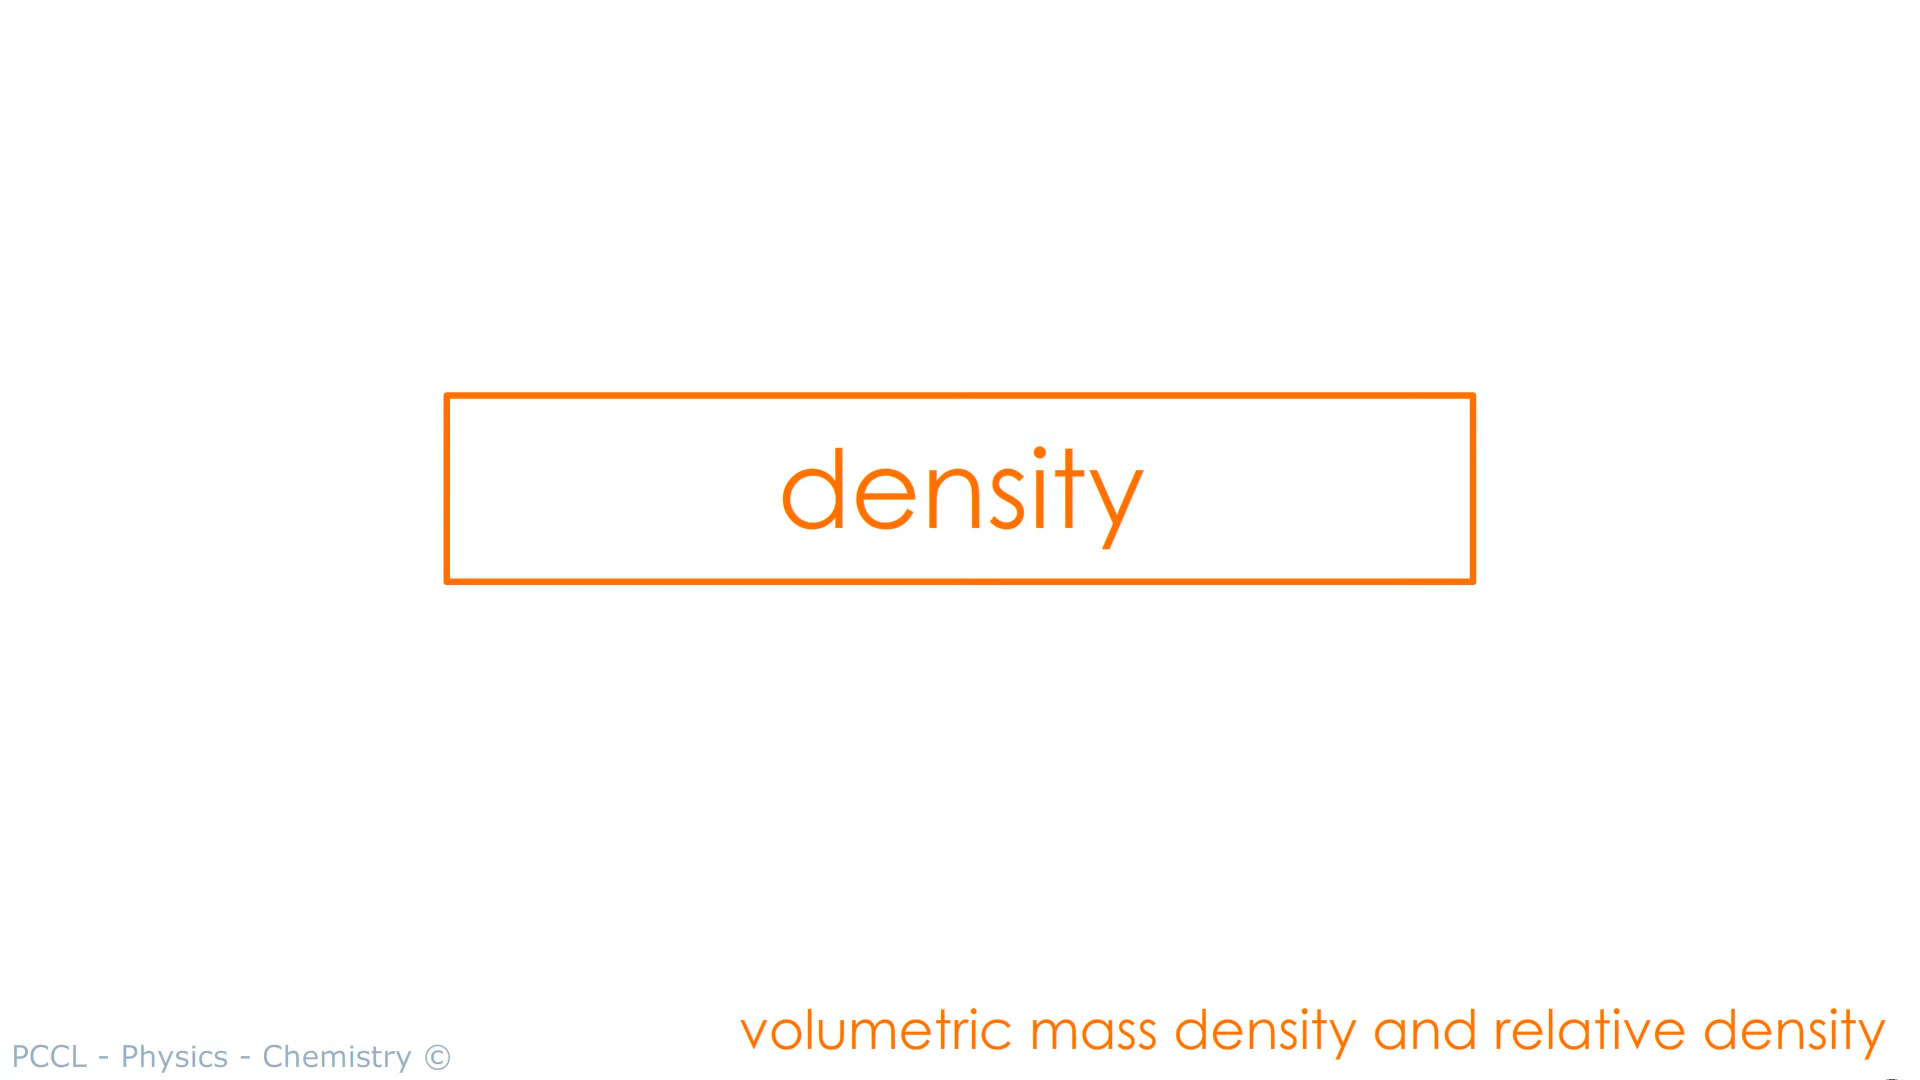 density
volumetric mass density and relative density
PCCL - Physics - Chemistry ©